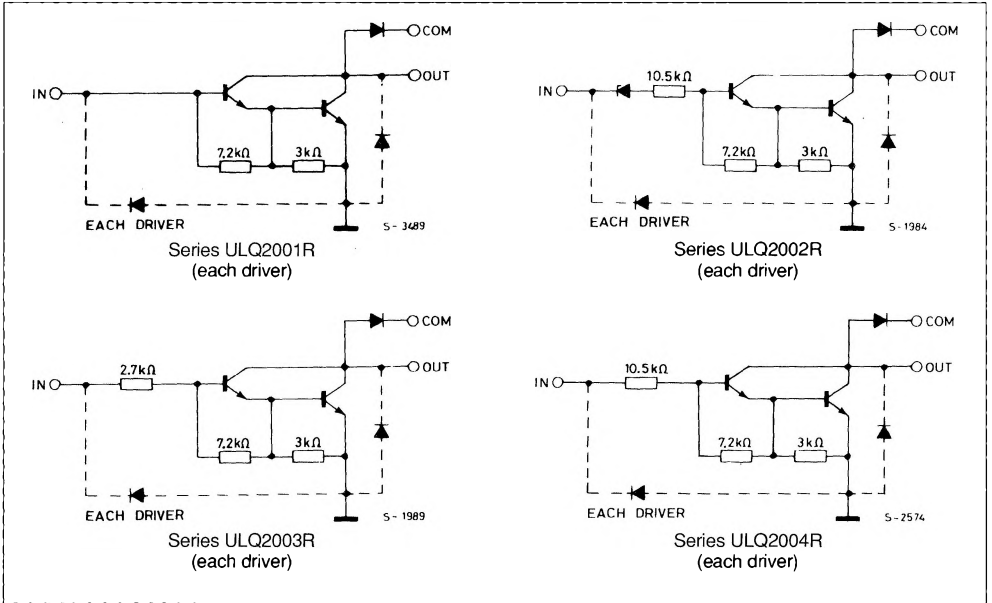 COM
OUT
IN
7.2kΩ
3kΩ
EACH DRIVER
S-3489
Series ULQ2001R
(each driver)
COM
OUT
IN
10.5kΩ
7.2kΩ
3kΩ
EACH DRIVER
S-1984
Series ULQ2002R
(each driver)
COM
OUT
IN
2.7kΩ
7.2kΩ
3kΩ
EACH DRIVER
S-1989
Series ULQ2003R
(each driver)
COM
OUT
IN
10.5kΩ
7.2kΩ
3kΩ
EACH DRIVER
S-2574
Series ULQ2004R
(each driver)